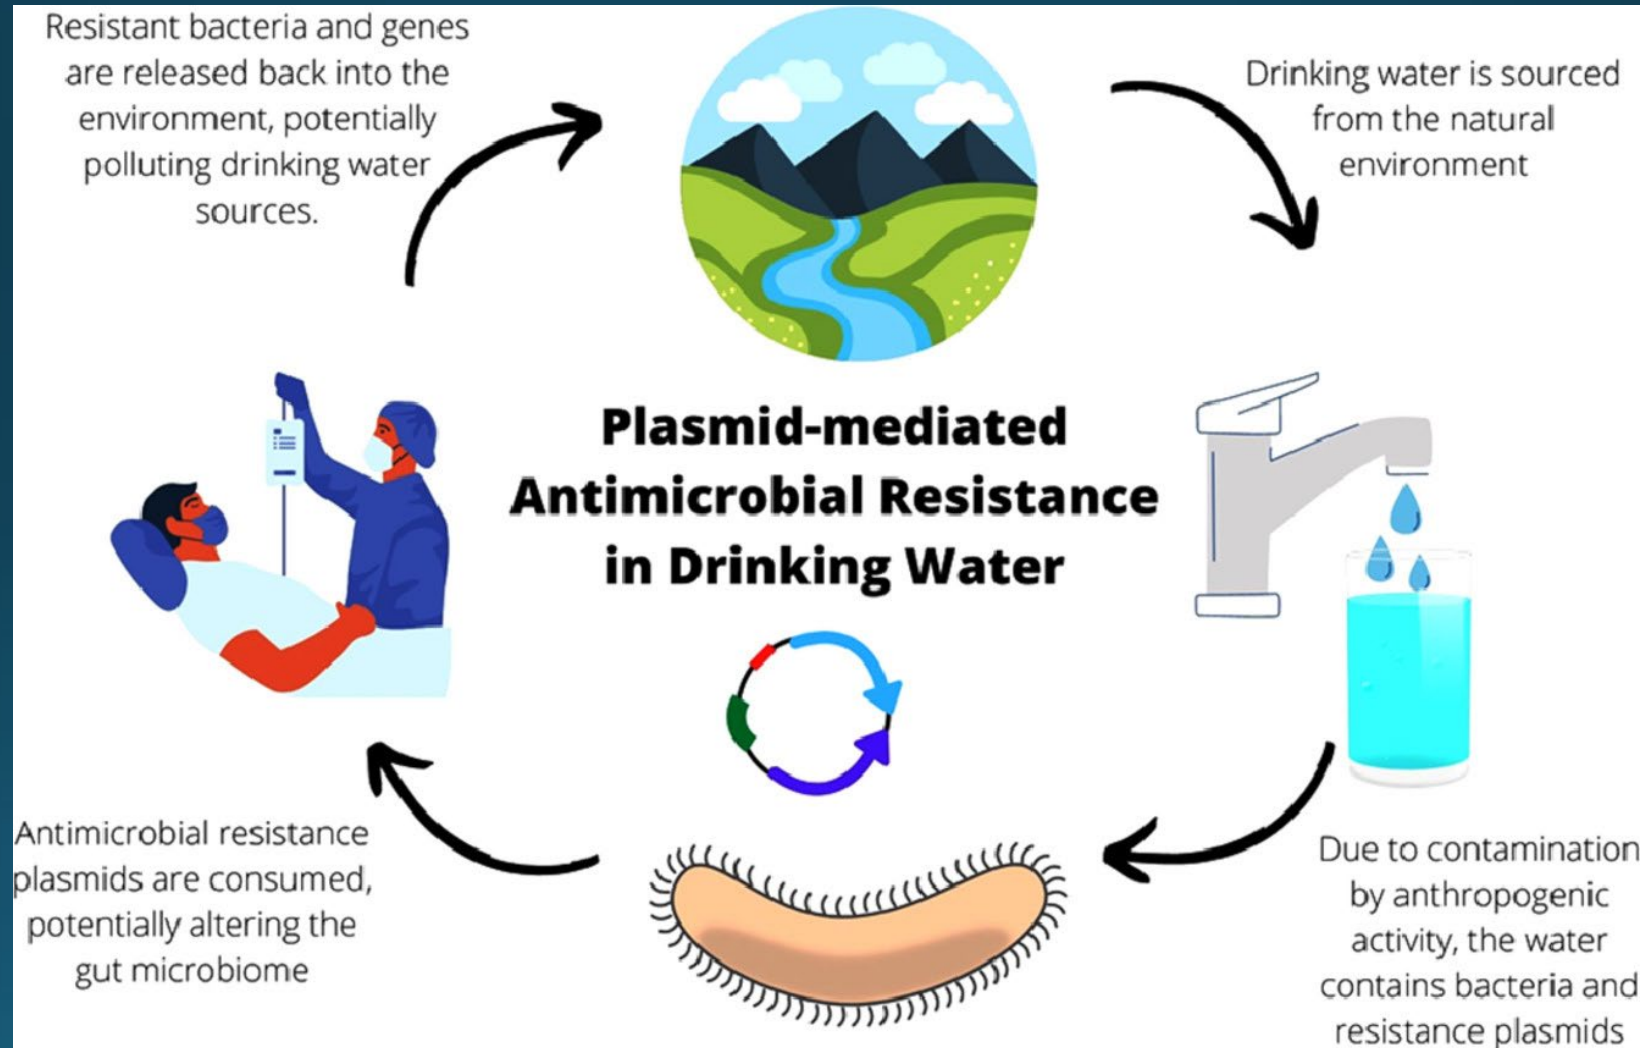 Resistant bacteria and genes
are released back into the
environment, potentially
polluting drinking water
sources.
Drinking water is sourced
from the natural
environment
Plasmid-mediated
Antimicrobial Resistance
in Drinking Water
Antimicrobial resistance
plasmids are consumed,
potentially altering the
gut microbiome
Due to contamination
by anthropogenic
activity, the water
contains bacteria and
resistance plasmids